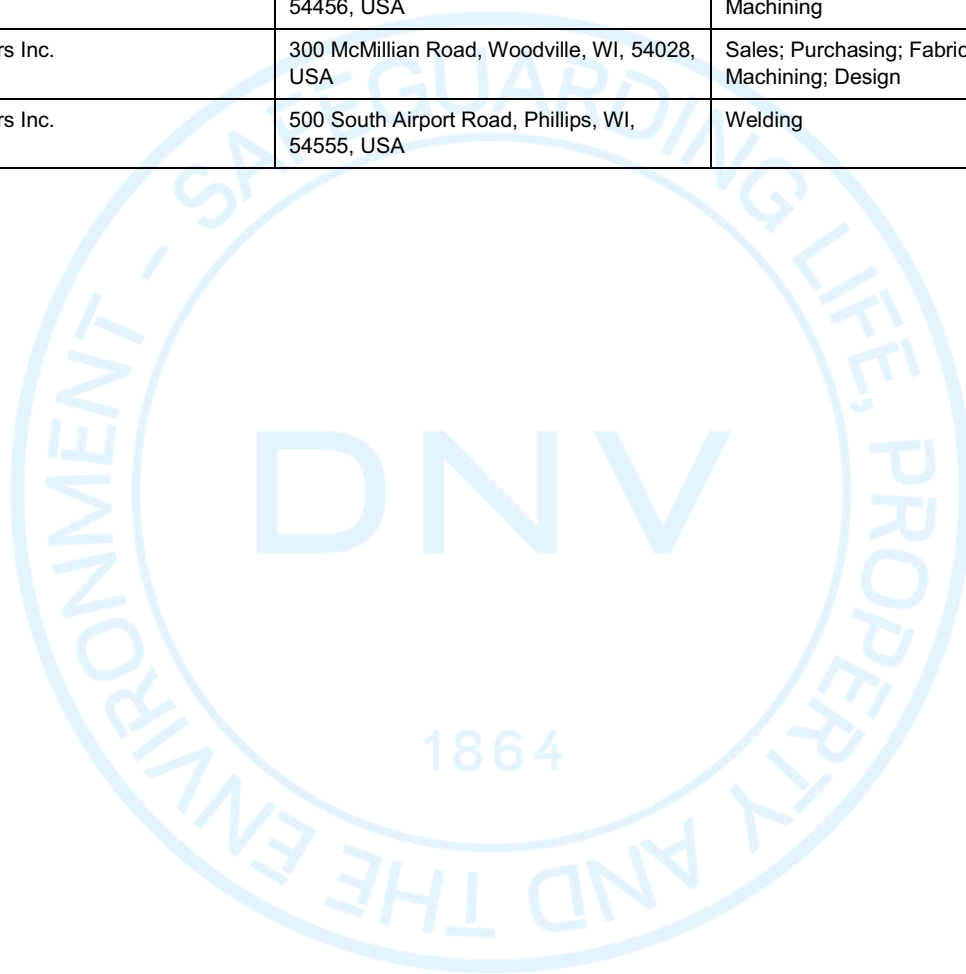 54456, USA
Machining
rs Inc.
300 McMillian Road, Woodville, WI, 54028,
USA
Sales; Purchasing; Fabric
Machining; Design
rs Inc.
500 South Airport Road, Phillips, WI,
54555, USA
Welding
SAFEGUARDING LIFE, PROPERTY AND THE ENVIRONMENT -
DNV
1864